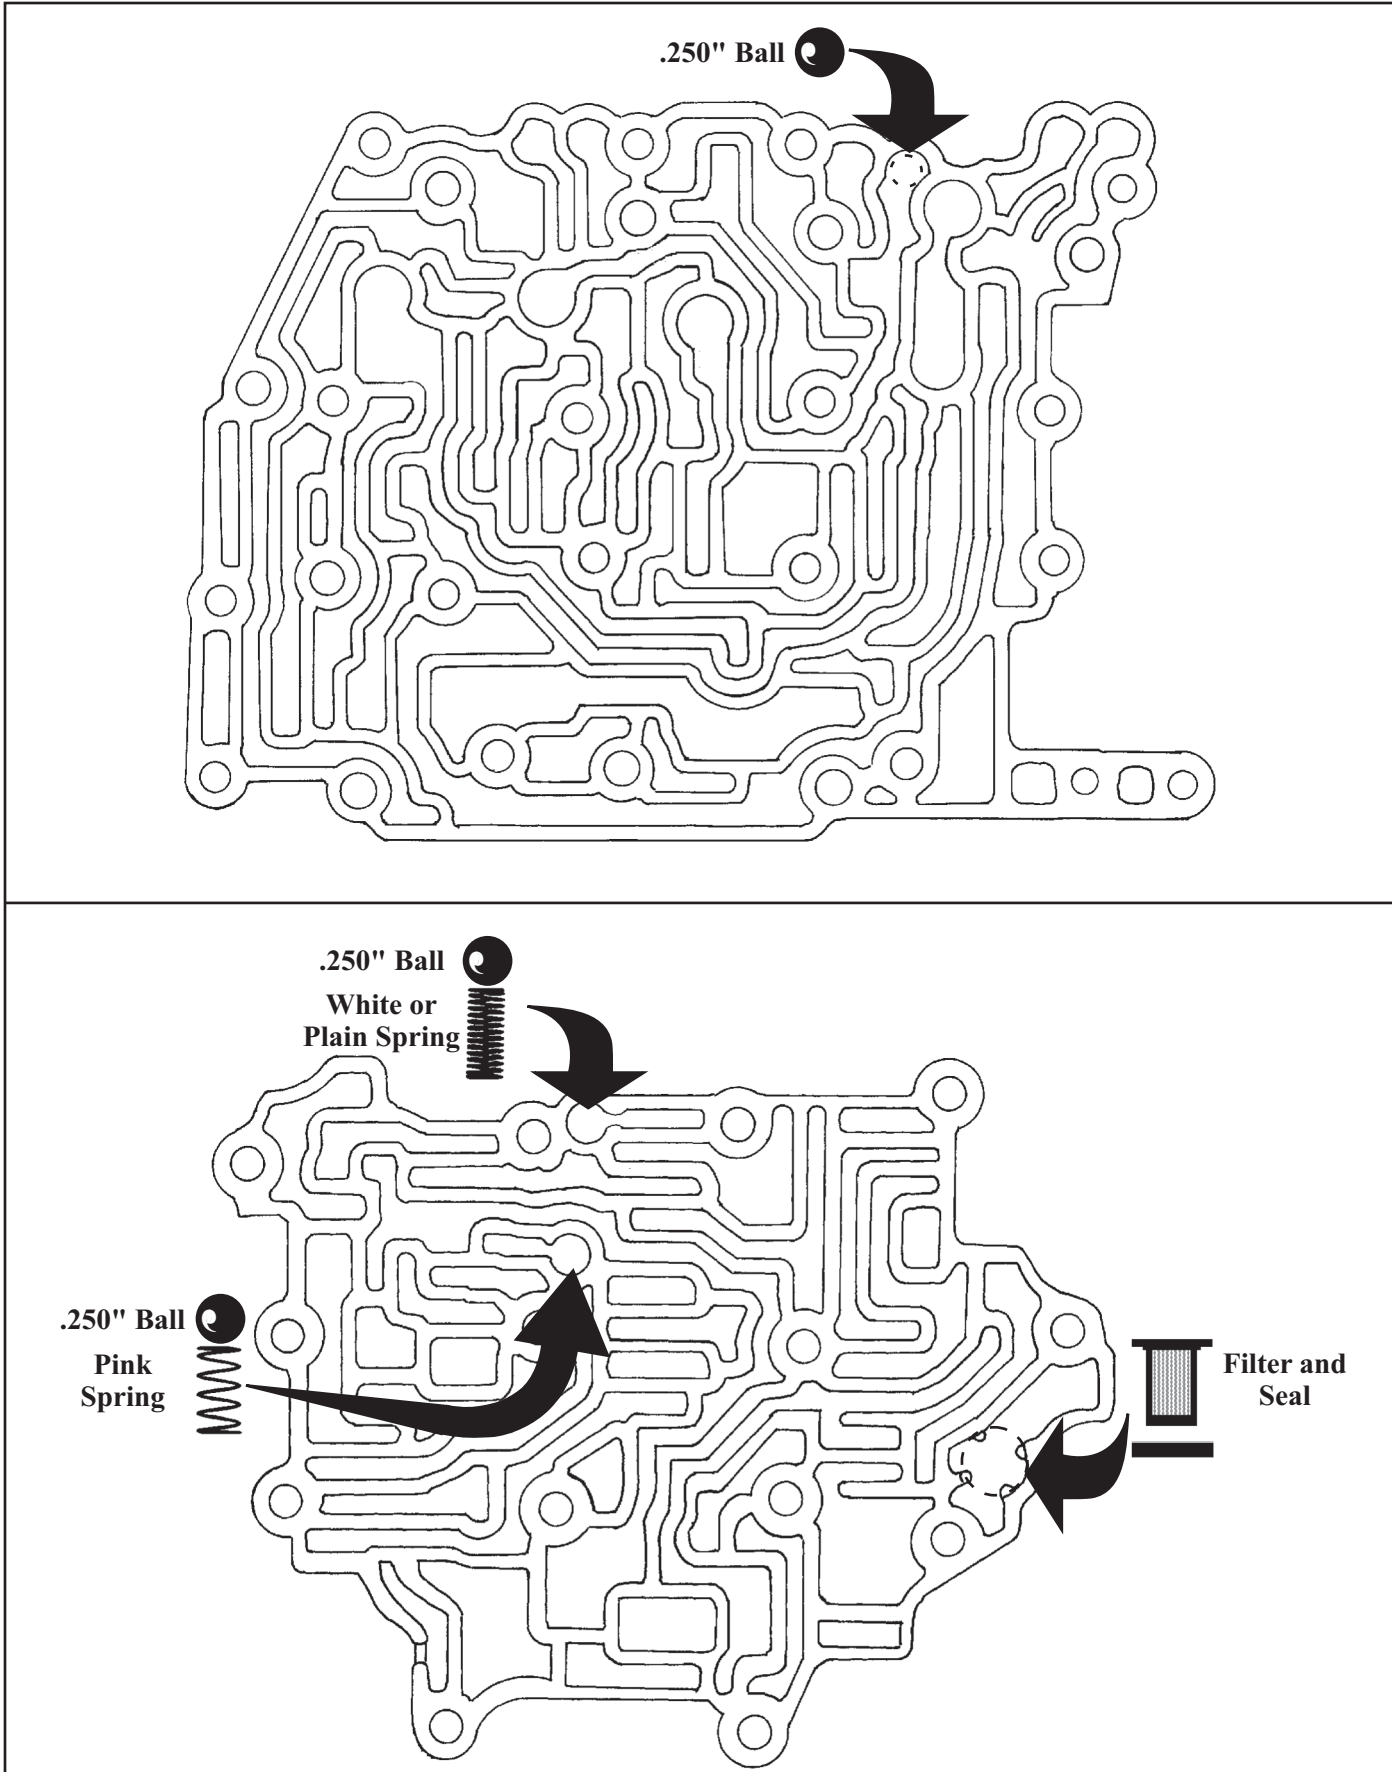 .250" Ball
.250" Ball
White or
Plain Spring
.250" Ball
Pink
Spring
Filter and
Seal